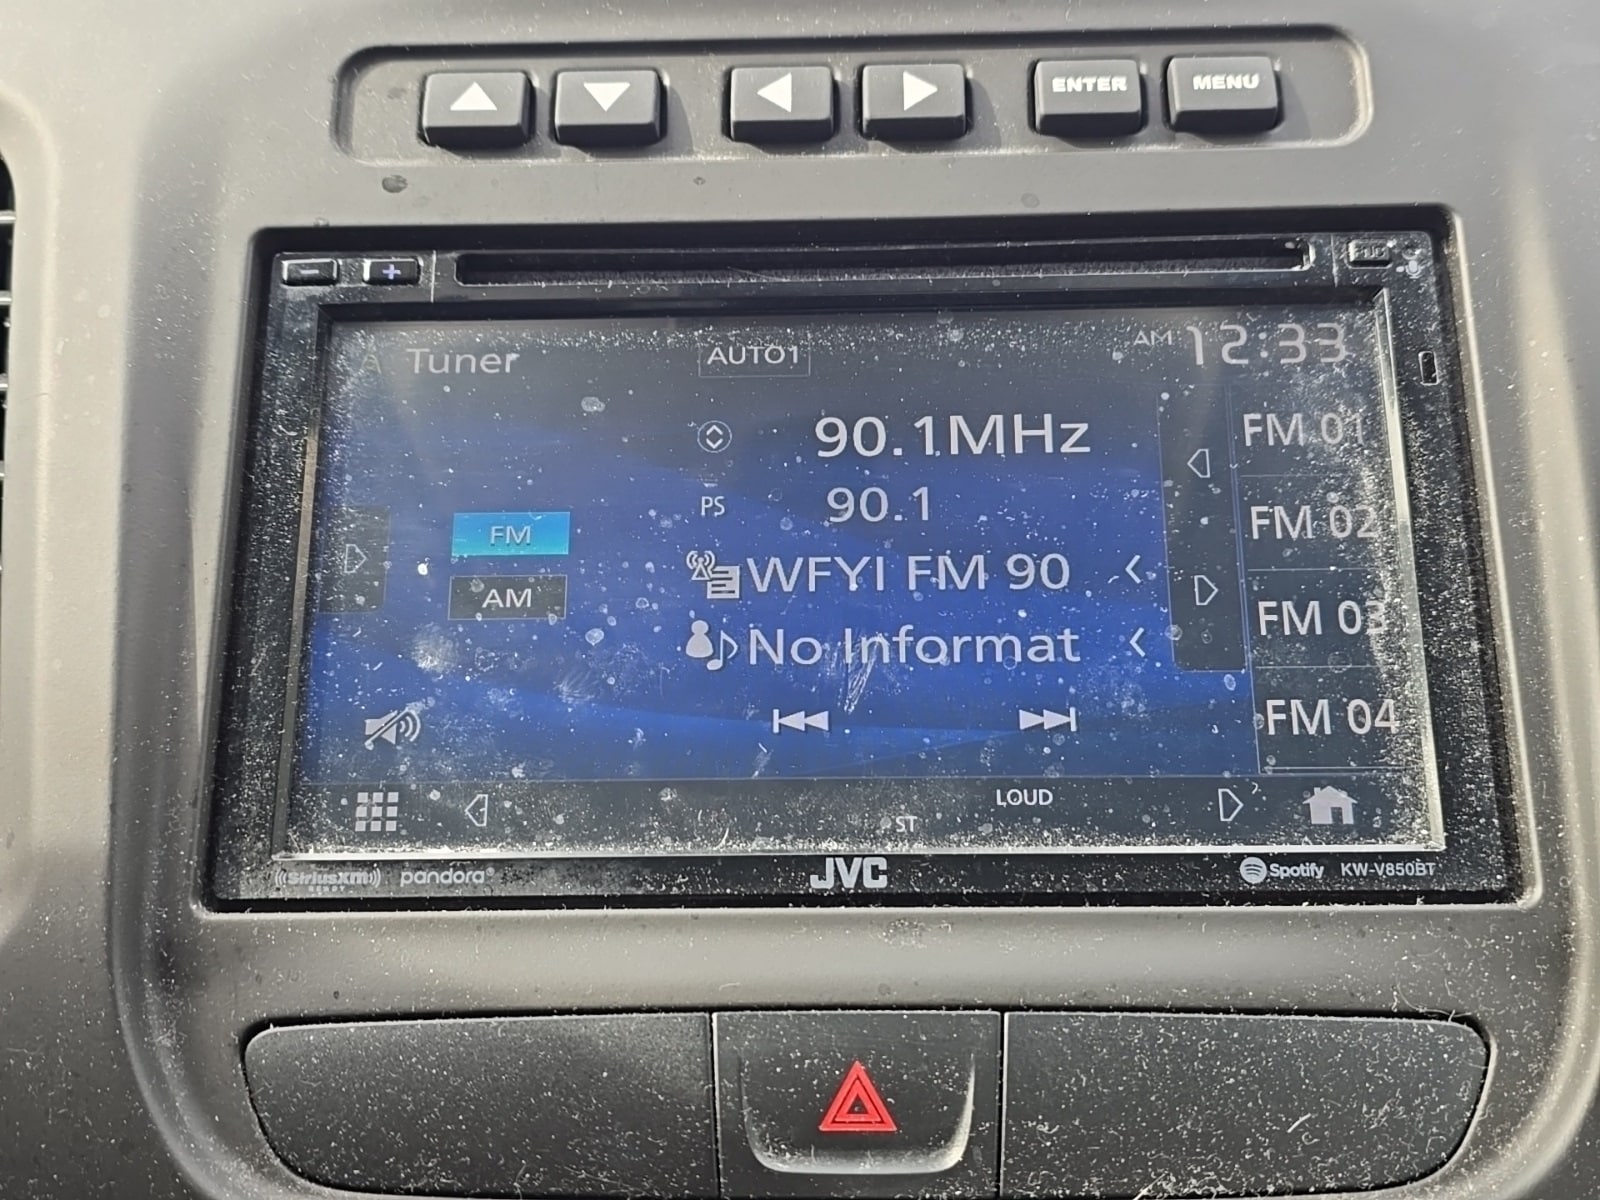 ENTER MENU
- +
Tuner AUTO1 AM 12:33
90.1MHz FM 01
PS 90.1 FM 02
FM
WFYI FM 90
AM
FM 03
No Informat
FM 04
LOUD
ST
SiriusXM pandora JVC Spotify KW-V850BT
READY